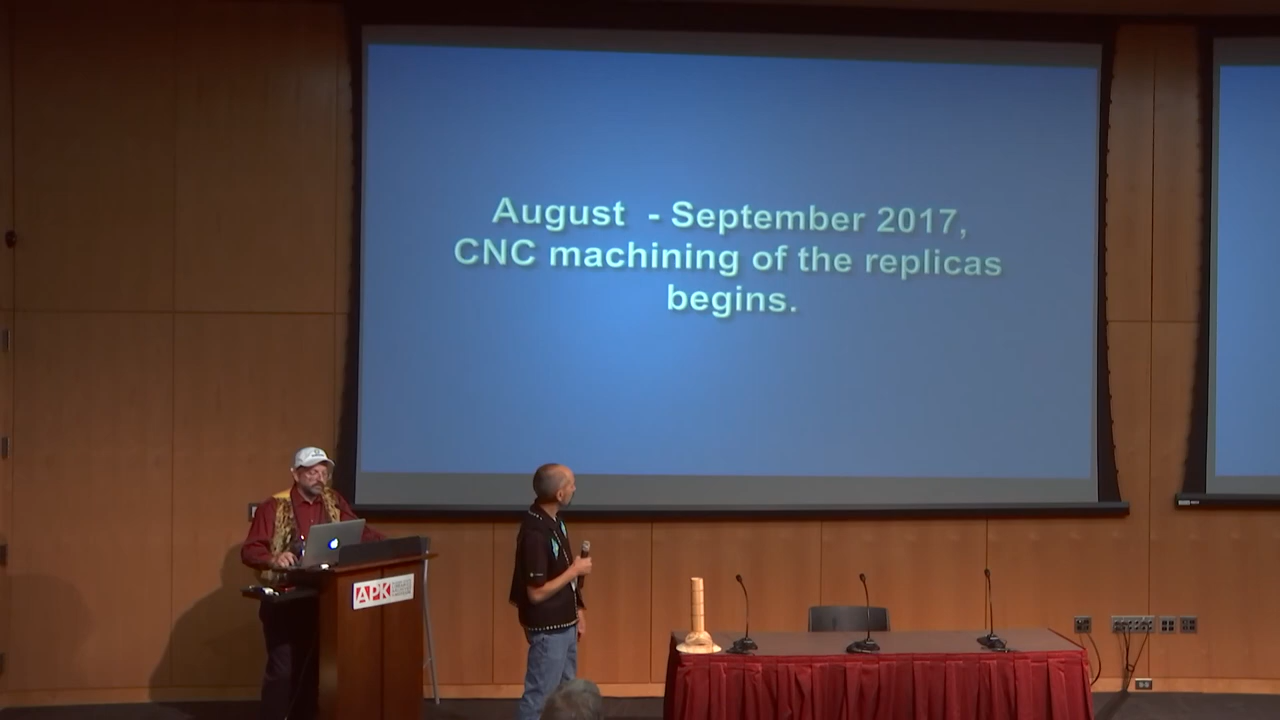 August - September 2017,
CNC machining of the replicas
begins.
APK